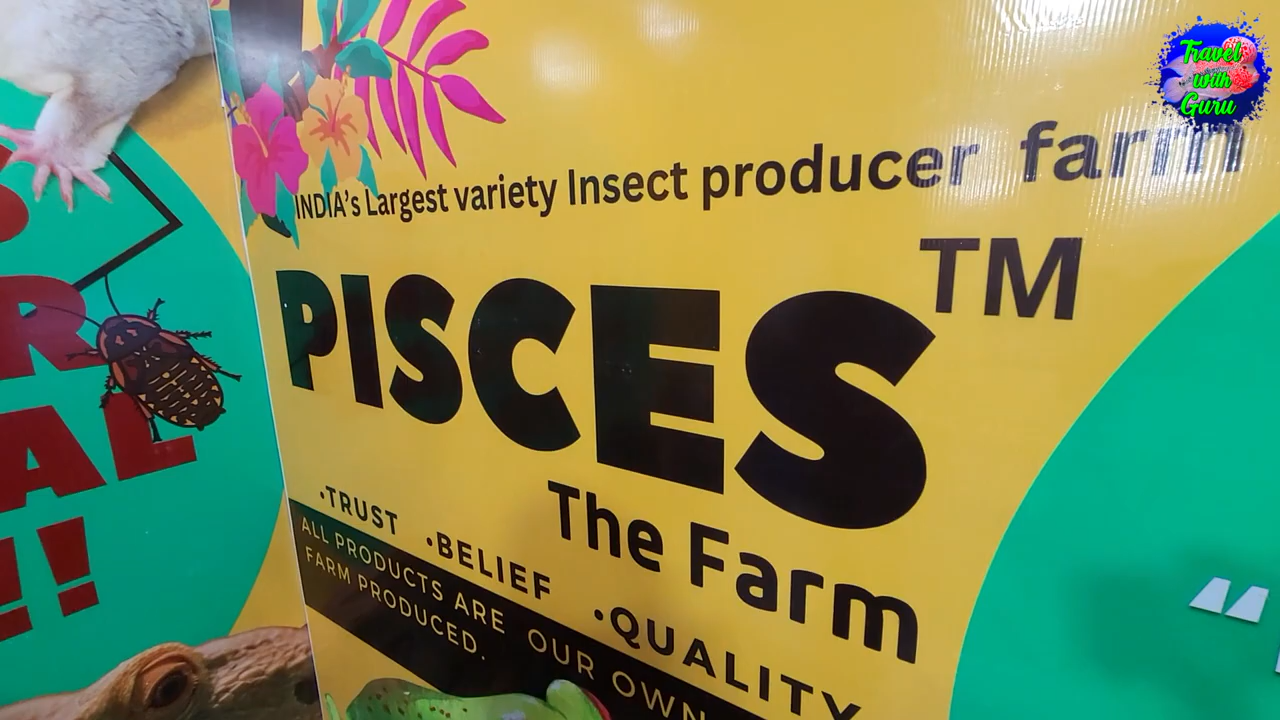 Travel
with
Guru
INDIA's Largest variety Insect producer farm
PISCES™
The Farm
•TRUST •BELIEF •QUALITY
ALL PRODUCTS ARE OUR OWN
FARM PRODUCED.
AL
!!